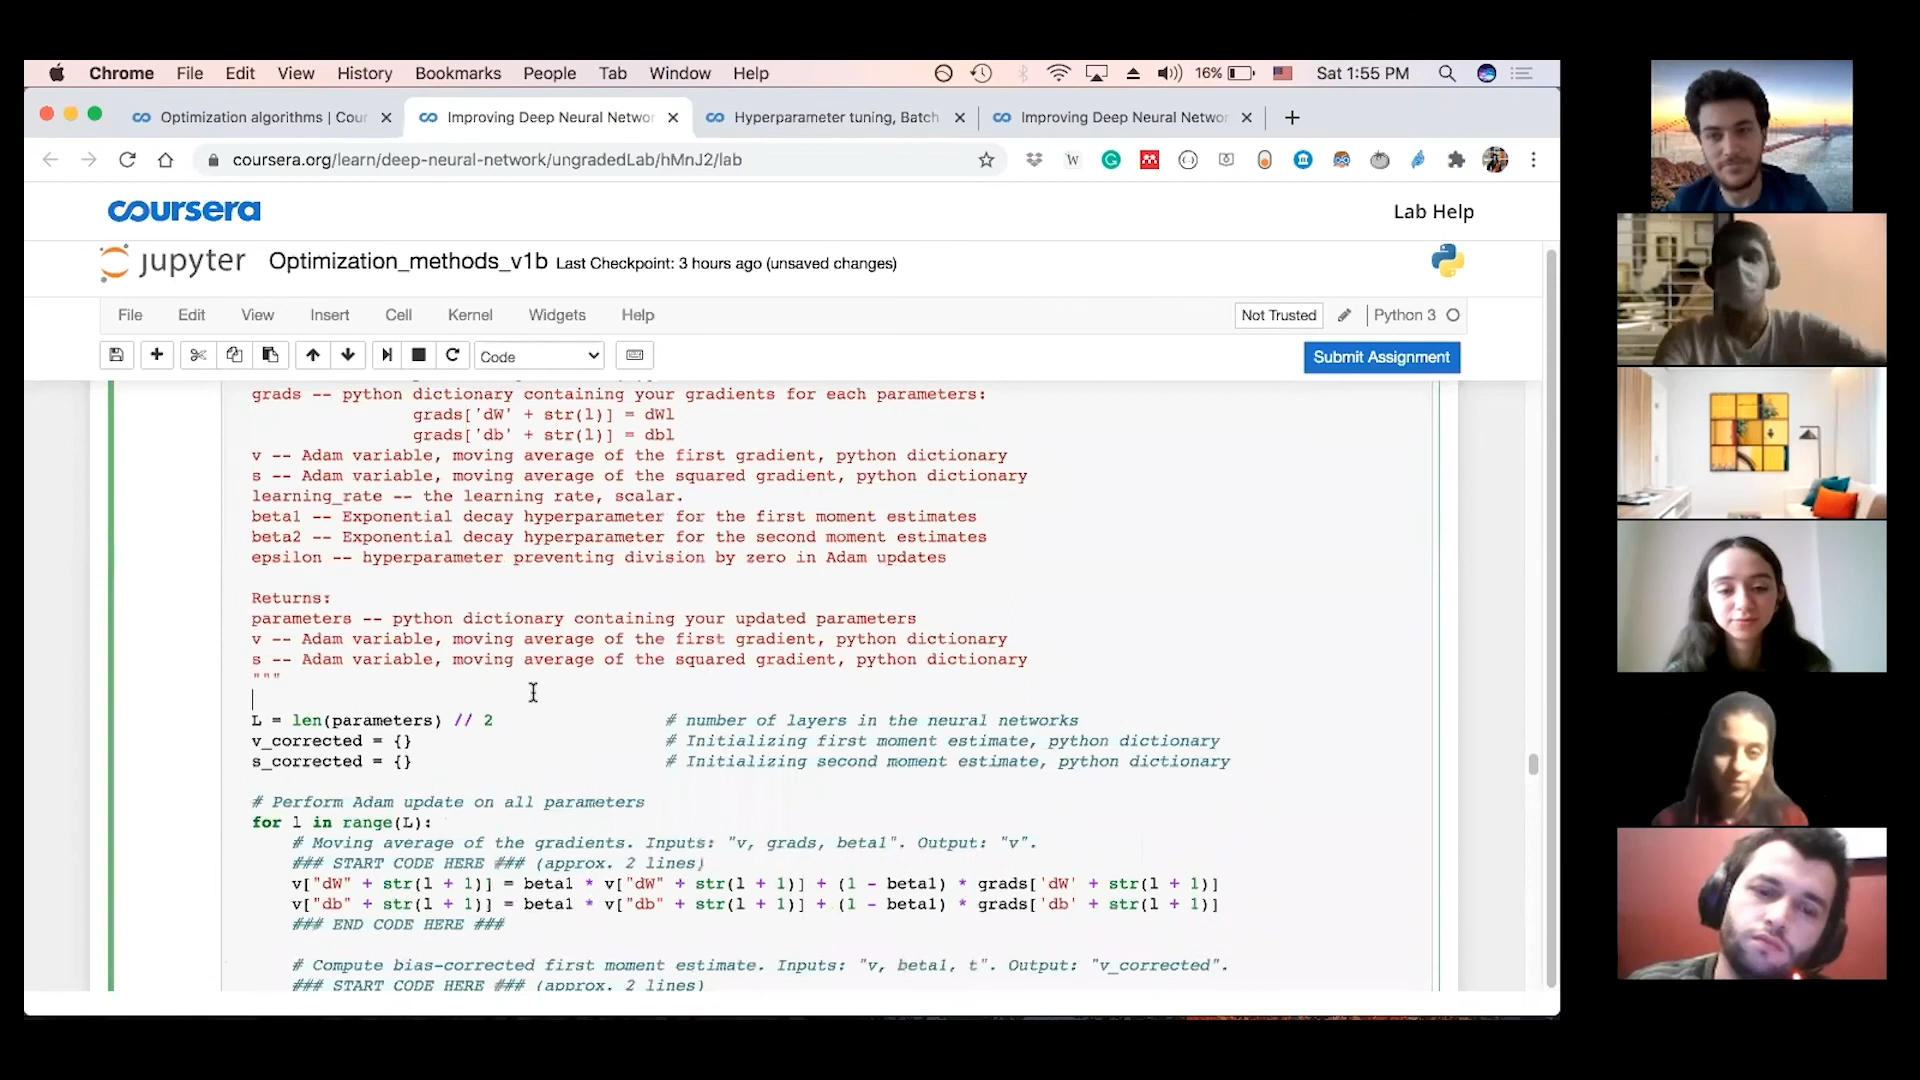 Chrome File Edit View History Bookmarks People Tab Window Help 16% Sat 1:55 PM
Optimization algorithms | Cour Improving Deep Neural Networ Hyperparameter tuning, Batch Improving Deep Neural Networ
coursera.org/learn/deep-neural-network/ungradedLab/hMnJ2/lab
coursera Lab Help
jupyter Optimization_methods_v1b Last Checkpoint: 3 hours ago (unsaved changes)
File Edit View Insert Cell Kernel Widgets Help Not Trusted Python 3
Code Submit Assignment
grads -- python dictionary containing your gradients for each parameters:
grads['dW' + str(l)] = dWl
grads['db' + str(l)] = dbl
v -- Adam variable, moving average of the first gradient, python dictionary
s -- Adam variable, moving average of the squared gradient, python dictionary
learning_rate -- the learning rate, scalar.
beta1 -- Exponential decay hyperparameter for the first moment estimates
beta2 -- Exponential decay hyperparameter for the second moment estimates
epsilon -- hyperparameter preventing division by zero in Adam updates
Returns:
parameters -- python dictionary containing your updated parameters
v -- Adam variable, moving average of the first gradient, python dictionary
s -- Adam variable, moving average of the squared gradient, python dictionary
"""
L = len(parameters) // 2 # number of layers in the neural networks
v_corrected = {} # Initializing first moment estimate, python dictionary
s_corrected = {} # Initializing second moment estimate, python dictionary
# Perform Adam update on all parameters
for l in range(L):
# Moving average of the gradients. Inputs: "v, grads, beta1". Output: "v".
### START CODE HERE ### (approx. 2 lines)
v["dW" + str(l + 1)] = beta1 * v["dW" + str(l + 1)] + (1 - beta1) * grads['dW' + str(l + 1)]
v["db" + str(l + 1)] = beta1 * v["db" + str(l + 1)] + (1 - beta1) * grads['db' + str(l + 1)]
### END CODE HERE ###
# Compute bias-corrected first moment estimate. Inputs: "v, beta1, t". Output: "v_corrected".
### START CODE HERE ### (approx. 2 lines)